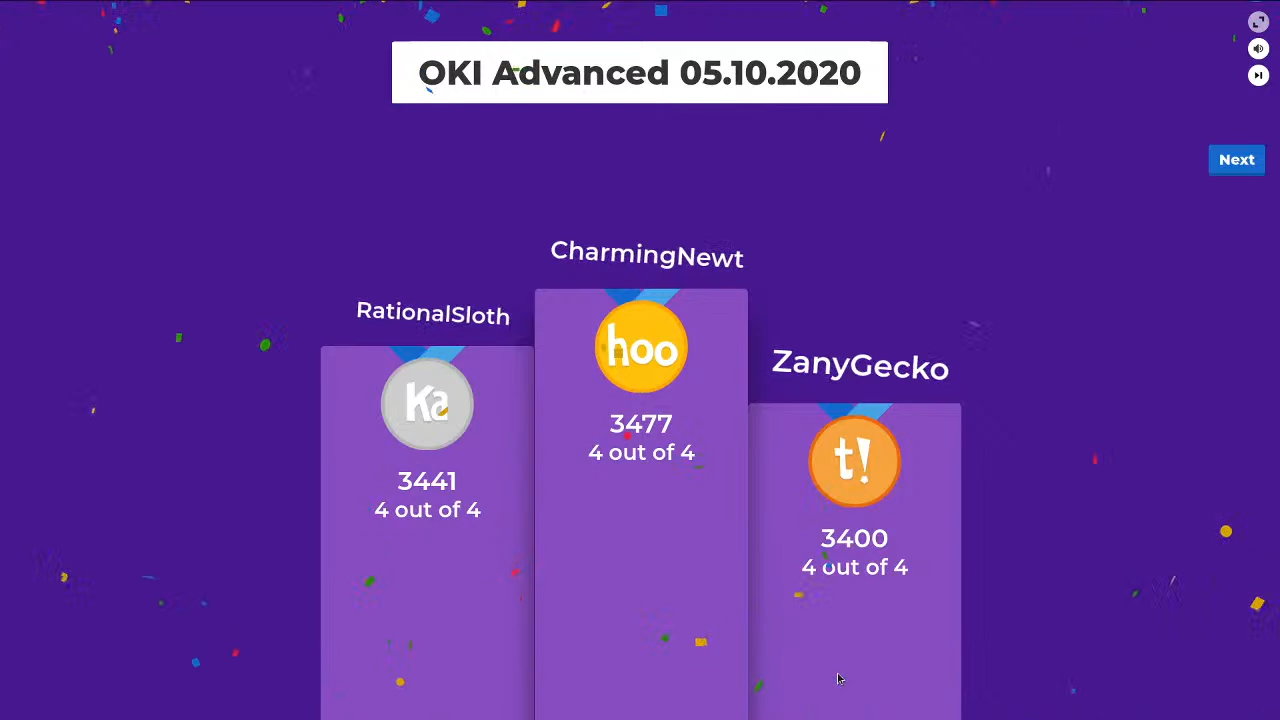 OKI Advanced 05.10.2020
Next
CharmingNewt
RationalSloth
ZanyGecko
hoo
3477
4 out of 4
Ka
3441
4 out of 4
t!
3400
4 out of 4